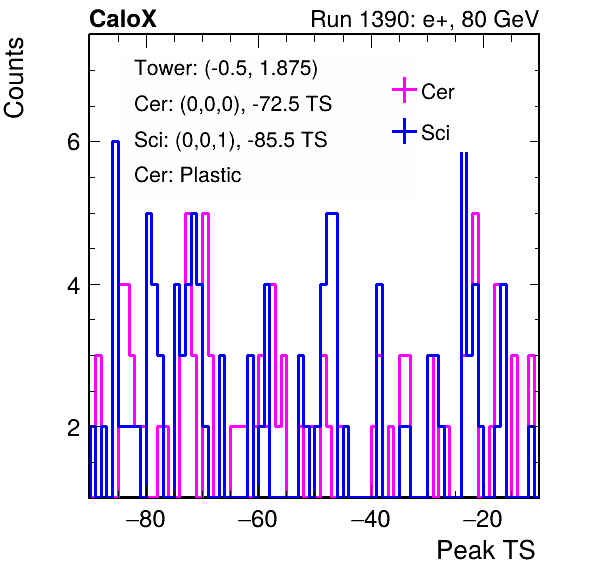 CaloX Run 1390: e+, 80 GeV
Counts
Tower: (-0.5, 1.875)
Cer: (0,0,0), -72.5 TS
Sci: (0,0,1), -85.5 TS
Cer: Plastic
Cer
Sci
6
4
2
−80 −60 −40 −20
Peak TS